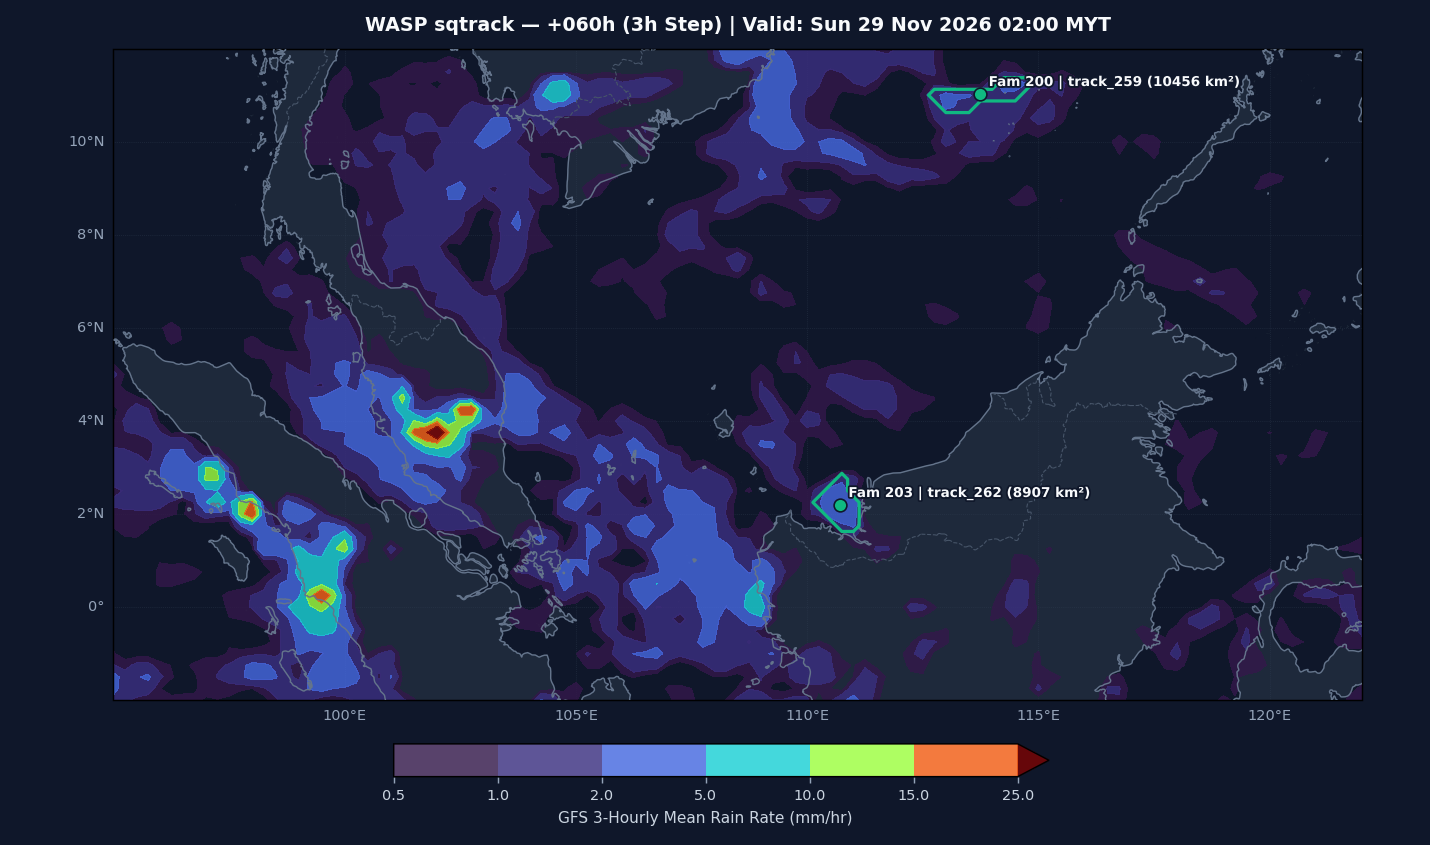 WASP sqtrack — +060h (3h Step) | Valid: Sun 29 Nov 2026 02:00 MYT
Fam 200 | track_259 (10456 km²)
10°N
8°N
6°N
4°N
Fam 203 | track_262 (8907 km²)
2°N
0°
100°E 105°E 110°E 115°E 120°E
0.5 1.0 2.0 5.0 10.0 15.0 25.0
GFS 3-Hourly Mean Rain Rate (mm/hr)